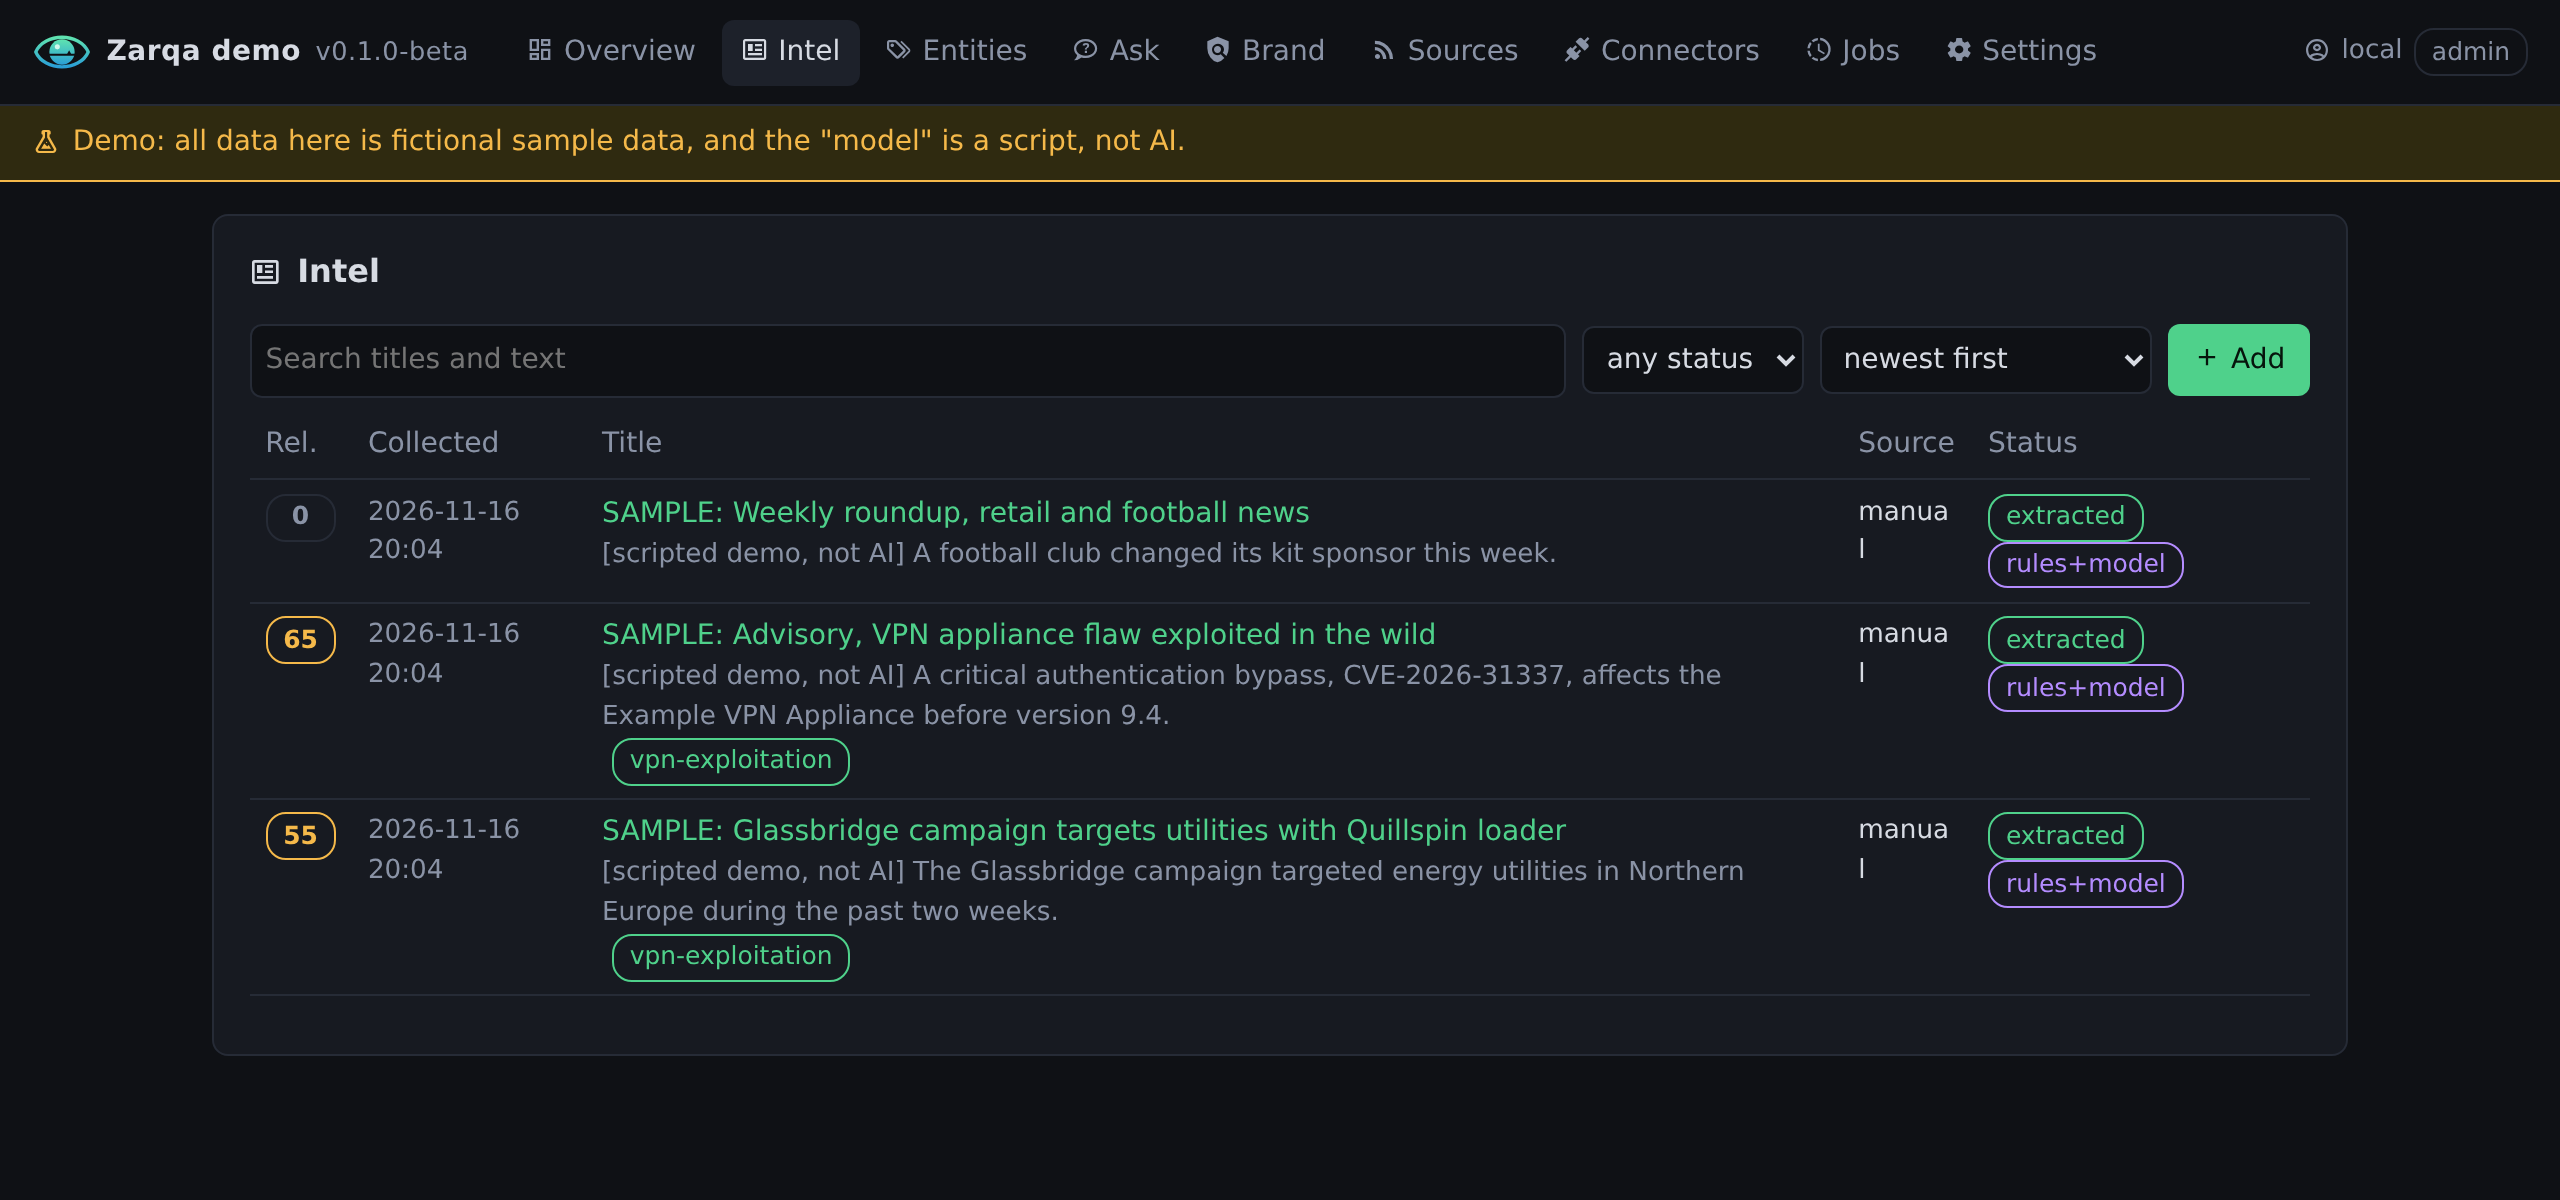 Zarqa demo v0.1.0-beta Overview Intel Entities Ask Brand Sources Connectors Jobs Settings local admin
Demo: all data here is fictional sample data, and the "model" is a script, not AI.
Intel
Search titles and text any status newest first + Add
Rel. Collected Title Source Status
0 2026-11-16 SAMPLE: Weekly roundup, retail and football news manua extracted
20:04 [scripted demo, not AI] A football club changed its kit sponsor this week. l rules+model
65 2026-11-16 SAMPLE: Advisory, VPN appliance flaw exploited in the wild manua extracted
20:04 [scripted demo, not AI] A critical authentication bypass, CVE-2026-31337, affects the l rules+model
Example VPN Appliance before version 9.4.
vpn-exploitation
55 2026-11-16 SAMPLE: Glassbridge campaign targets utilities with Quillspin loader manua extracted
20:04 [scripted demo, not AI] The Glassbridge campaign targeted energy utilities in Northern l rules+model
Europe during the past two weeks.
vpn-exploitation